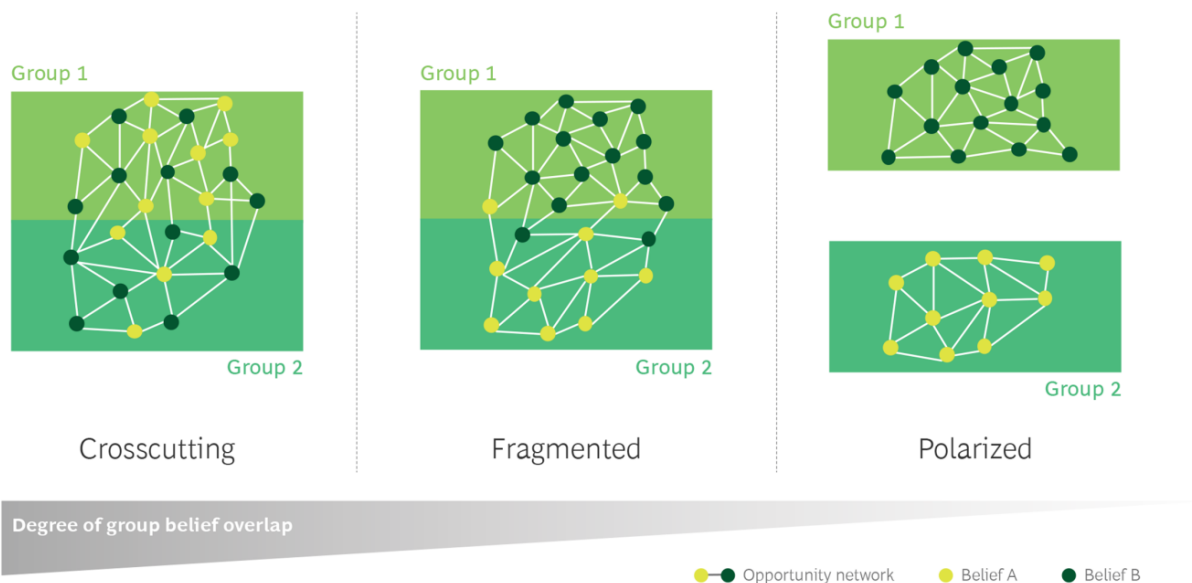 Group 1
Group 2
Crosscutting
Group 1
Group 2
Fragmented
Group 1
Group 2
Polarized
Degree of group belief overlap
Opportunity network
Belief A
Belief B